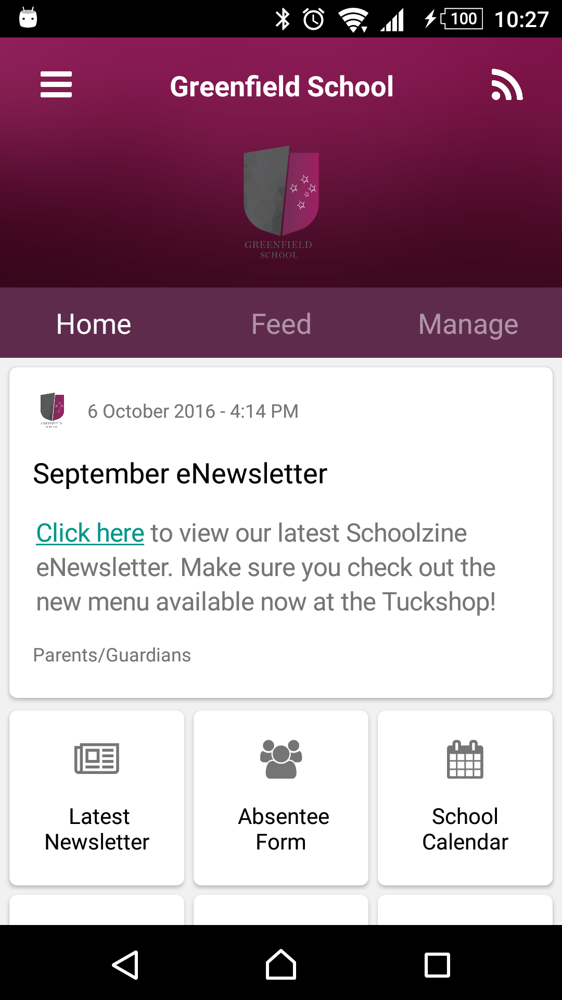 100 10:27
Greenfield School
GREENFIELD
SCHOOL
Home Feed Manage
GREENFIELD
SCHOOL
6 October 2016 - 4:14 PM
September eNewsletter
Click here to view our latest Schoolzine
eNewsletter. Make sure you check out the
new menu available now at the Tuckshop!
Parents/Guardians
Latest
Newsletter
Absentee
Form
School
Calendar